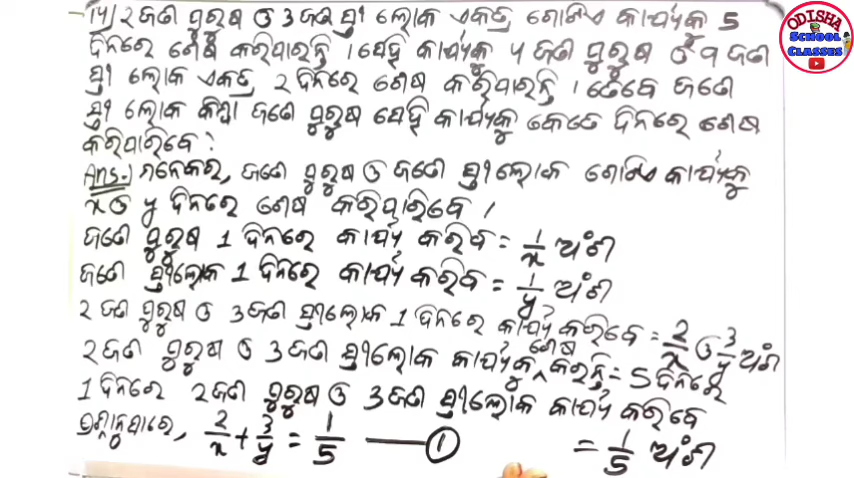 14) 2 ଜଣ ପୁରୁଷ ଓ 3 ଜଣ ସ୍ତ୍ରୀ ଲୋକ ଏକତ୍ର ଗୋଟିଏ କାର୍ଯ୍ୟକୁ 5
ଦିନରେ ଶେଷ କରିପାରନ୍ତି । ସେହି କାର୍ଯ୍ୟକୁ 4 ଜଣ ପୁରୁଷ ଓ ୨ ଜଣ
ସ୍ତ୍ରୀ ଲୋକ ଏକତ୍ର 2 ଦିନରେ ଶେଷ କରିପାରନ୍ତି । ତେବେ ଜଣେ
ସ୍ତ୍ରୀ ଲୋକ କିମ୍ବା ଜଣେ ପୁରୁଷ ସେହି କାର୍ଯ୍ୟକୁ କେତେ ଦିନରେ ଶେଷ
କରିପାରିବେ ?
Ans:) ମନେକର, ଜଣେ ପୁରୁଷ ଓ ଜଣେ ସ୍ତ୍ରୀଲୋକ ଗୋଟିଏ କାର୍ଯ୍ୟକୁ
x ଓ y ଦିନରେ ଶେଷ କରିପାରିବେ ।
ଜଣେ ପୁରୁଷ 1 ଦିନରେ କାର୍ଯ୍ୟ କରିବ = 1/x ଅଂଶ
ଜଣେ ସ୍ତ୍ରୀଲୋକ 1 ଦିନରେ କାର୍ଯ୍ୟ କରିବ = 1/y ଅଂଶ
2 ଜଣ ପୁରୁଷ ଓ 3 ଜଣ ସ୍ତ୍ରୀଲୋକ 1 ଦିନରେ କାର୍ଯ୍ୟ କରିବେ = 2/x ଓ 3/y ଅଂଶ
2 ଜଣ ପୁରୁଷ ଓ 3 ଜଣ ସ୍ତ୍ରୀଲୋକ କାର୍ଯ୍ୟକୁ ଶେଷ କରନ୍ତି = 5 ଦିନରେ
1 ଦିନରେ 2 ଜଣ ପୁରୁଷ ଓ 3 ଜଣ ସ୍ତ୍ରୀଲୋକ କାର୍ଯ୍ୟ କରିବେ
= 1/5 ଅଂଶ
ପ୍ରଶ୍ନାନୁସାରେ, 2/x + 3/y = 1/5 —— ①
ODISHA
SCHOOL
CLASSES